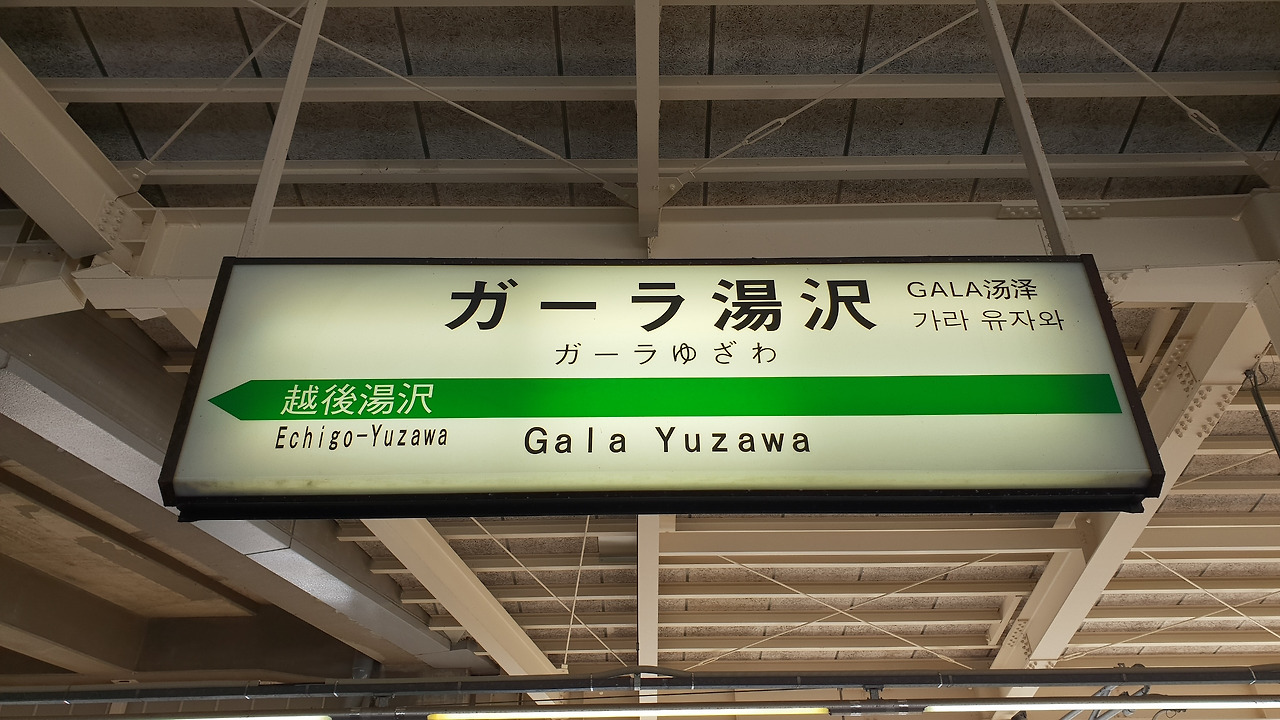 ガーラ湯沢
GALA汤泽
가라 유자와
ガーラゆざわ
越後湯沢
Echigo-Yuzawa
Gala Yuzawa